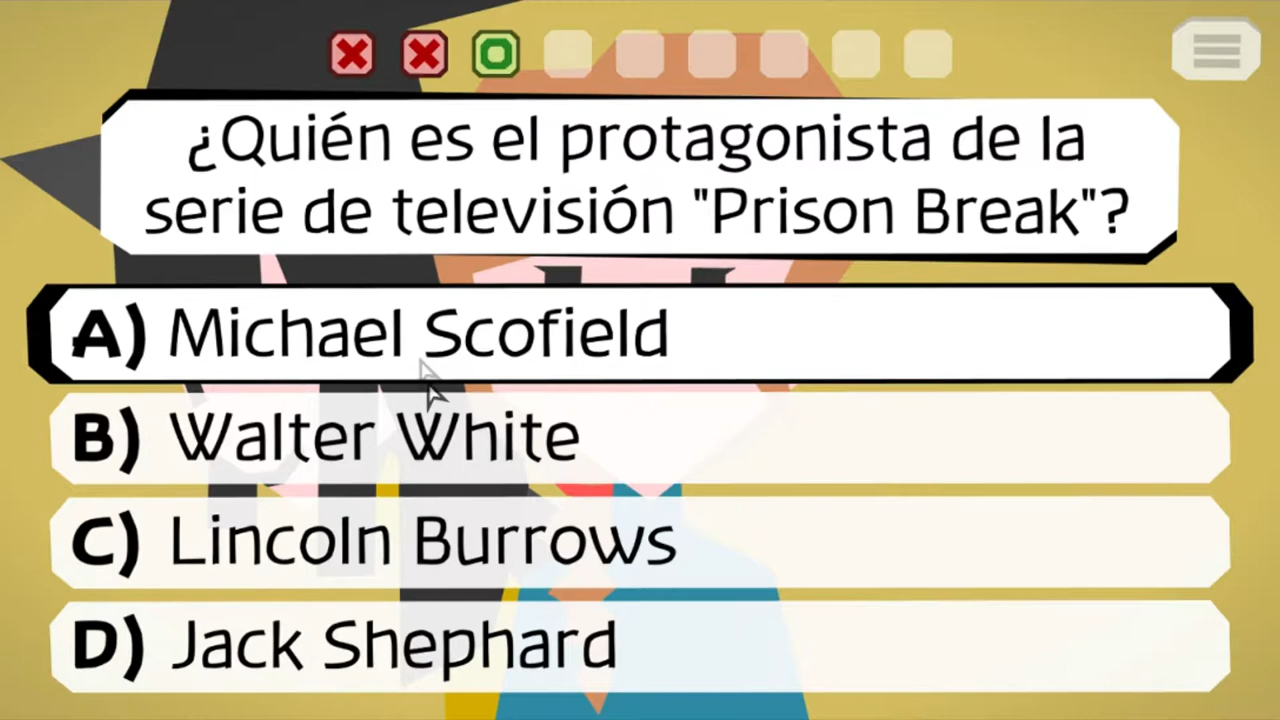 ¿Quién es el protagonista de la
serie de televisión "Prison Break"?
A) Michael Scofield
B) Walter White
C) Lincoln Burrows
D) Jack Shephard